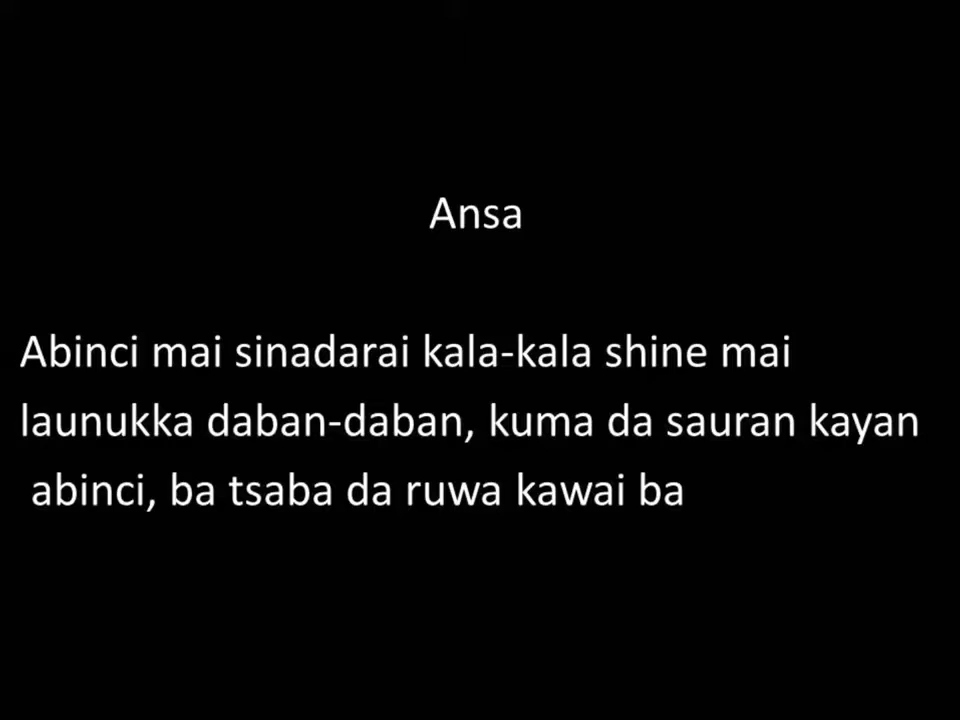 Ansa
Abinci mai sinadarai kala-kala shine mai
launukka daban-daban, kuma da sauran kayan
abinci, ba tsaba da ruwa kawai ba